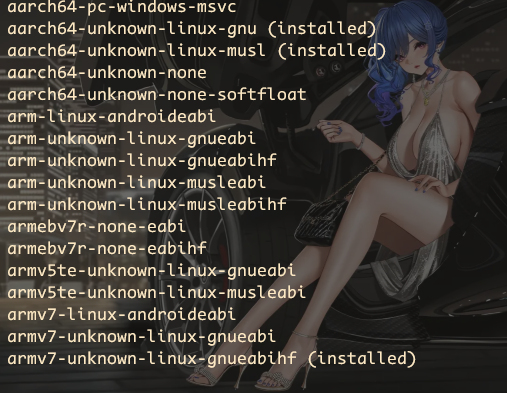 aarch64-pc-windows-msvc
aarch64-unknown-linux-gnu (installed)
aarch64-unknown-linux-musl (installed)
aarch64-unknown-none
aarch64-unknown-none-softfloat
arm-linux-androideabi
arm-unknown-linux-gnueabi
arm-unknown-linux-gnueabihf
arm-unknown-linux-musleabi
arm-unknown-linux-musleabihf
armebv7r-none-eabi
armebv7r-none-eabihf
armv5te-unknown-linux-gnueabi
armv5te-unknown-linux-musleabi
armv7-linux-androideabi
armv7-unknown-linux-gnueabi
armv7-unknown-linux-gnueabihf (installed)